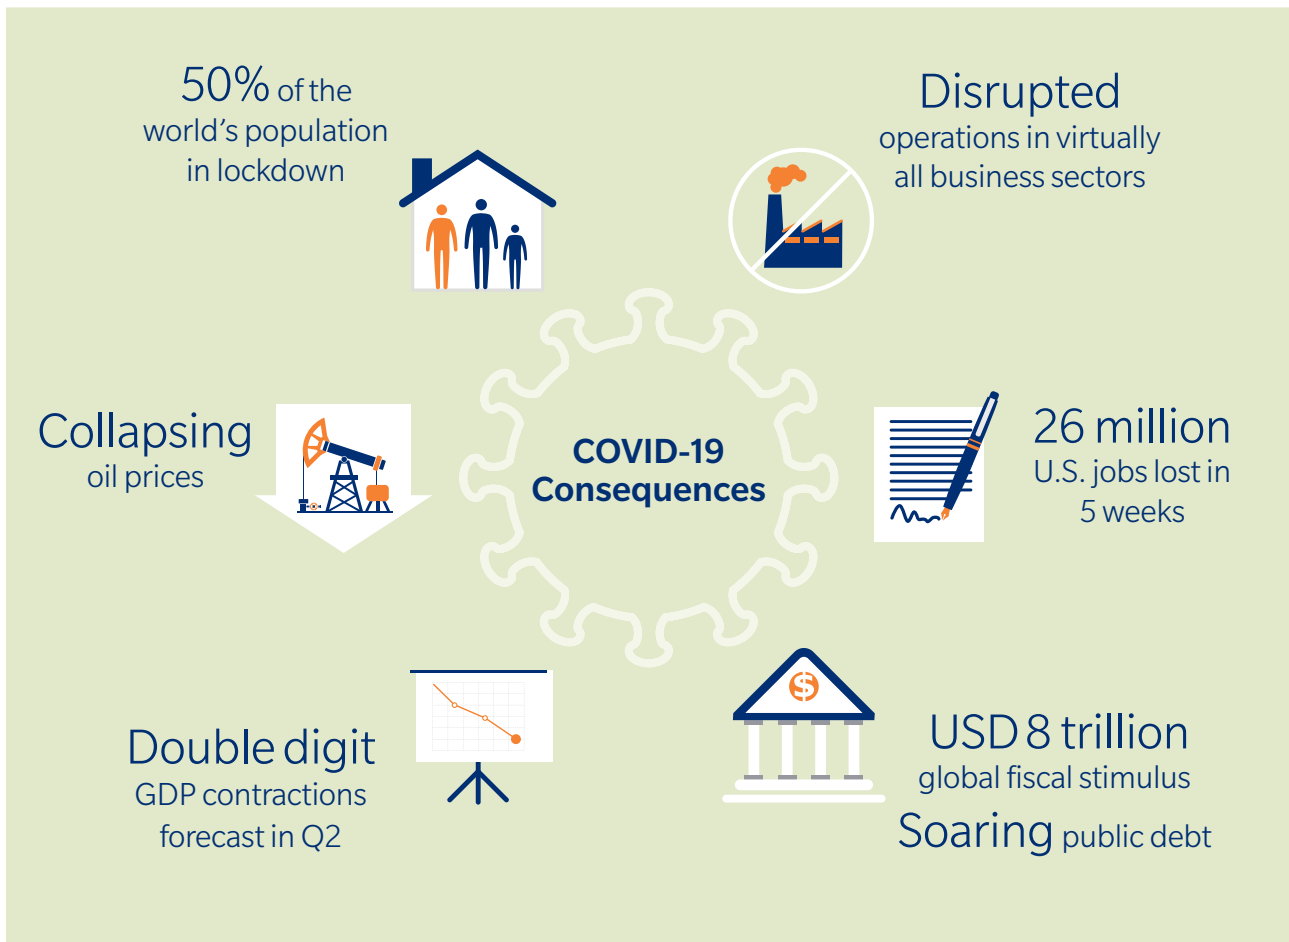 50% of the
world’s population
in lockdown
Disrupted
operations in virtually
all business sectors
Collapsing
oil prices
COVID-19
Consequences
26 million
U.S. jobs lost in
5 weeks
Double digit
GDP contractions
forecast in Q2
$
USD 8 trillion
global fiscal stimulus
Soaring public debt